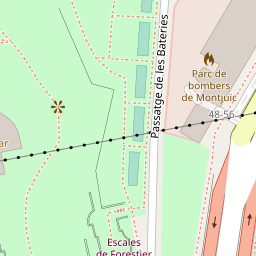 Passatge de les Bateries
Parc de
bombers
de Montjuïc
48-56
ar
Escales
de Forestier